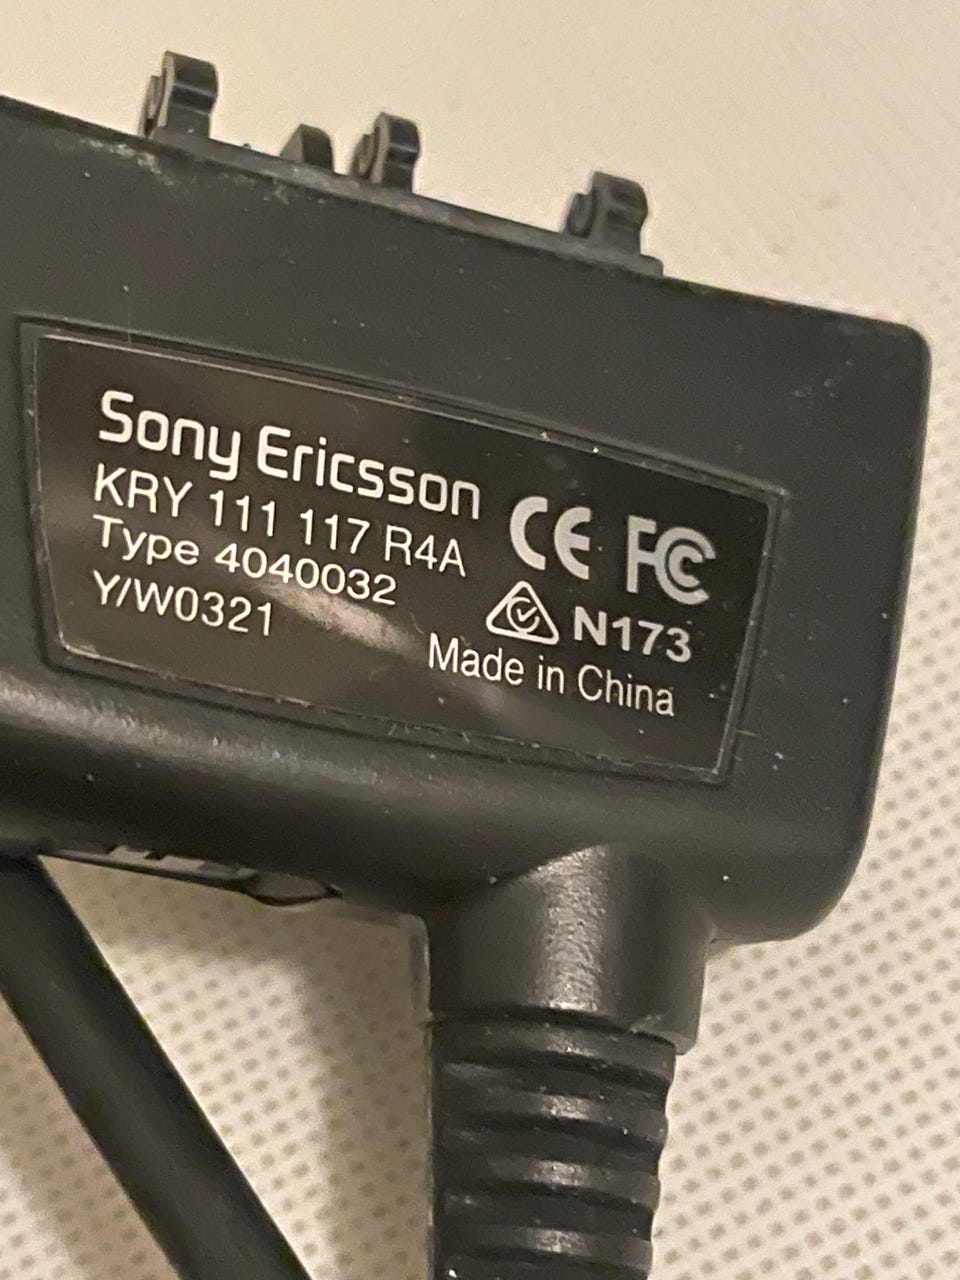 Sony Ericsson
KRY 111 117 R4A
Type 4040032
Y/W0321
CE FC
N173
Made in China